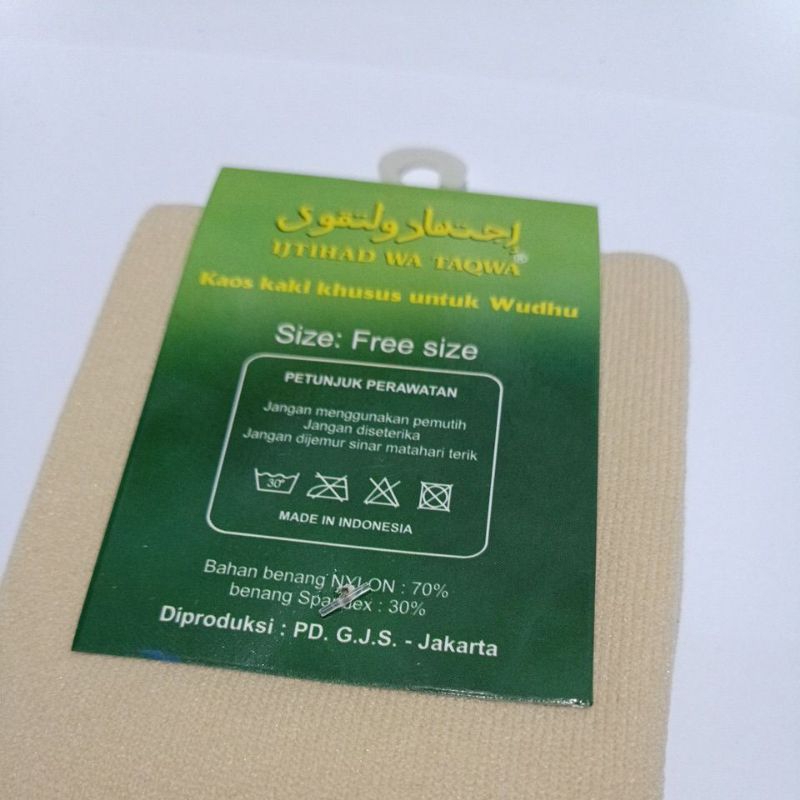 إجتهاد ولتقوى
IJTIHAD WA TAQWA®
Kaos kaki khusus untuk Wudhu
Size: Free size
PETUNJUK PERAWATAN
Jangan menggunakan pemutih
Jangan diseterika
Jangan dijemur sinar matahari terik
30°
MADE IN INDONESIA
Bahan benang NYLON : 70%
benang Spandex : 30%
Diproduksi : PD. G.J.S. - Jakarta